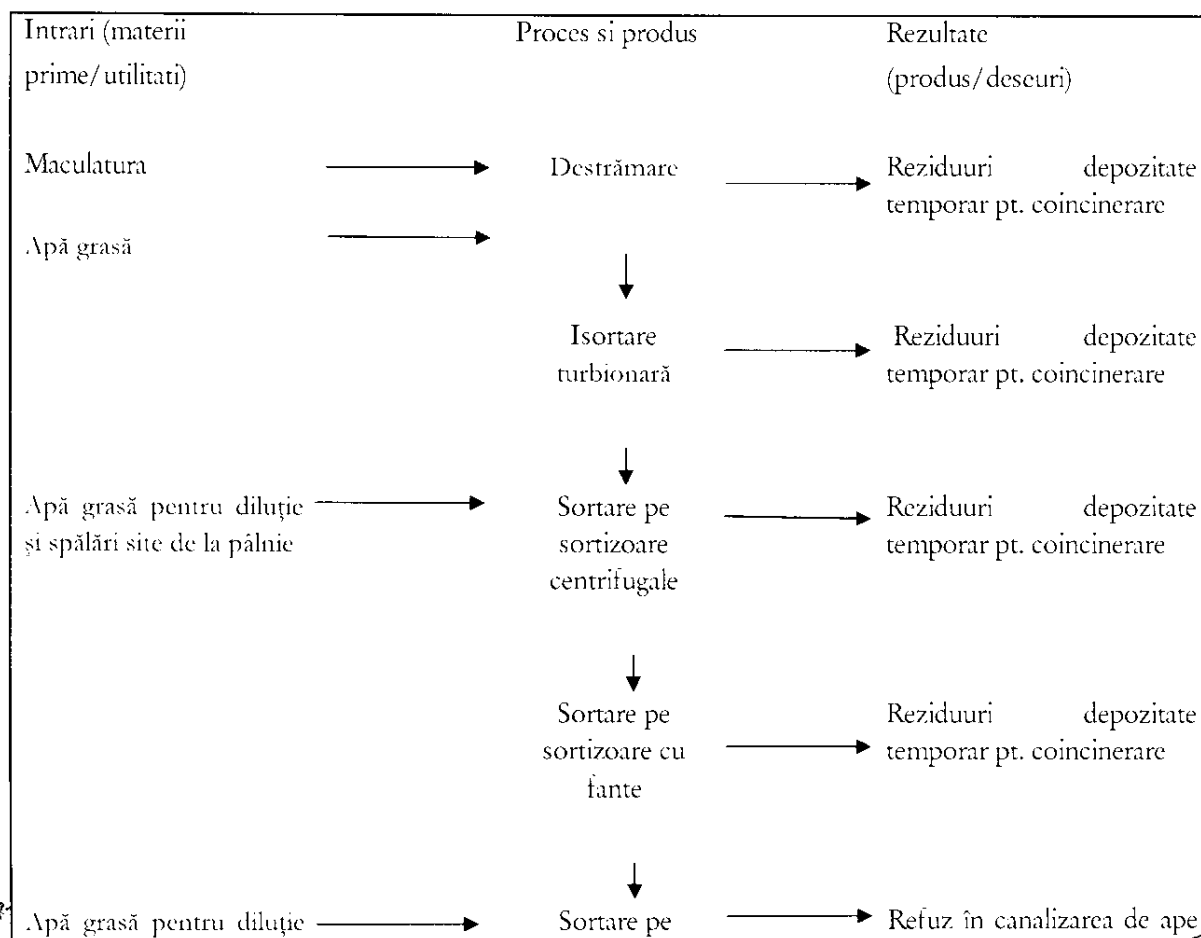 Intrari (materii
prime/utilitati)
Proces si produs
Rezultate
(produs/deseuri)
Maculatura
Destrămare
Reziduuri depozitate
temporar pt. coincinerare
Apă grasă
Isortare
turbionară
Reziduuri depozitate
temporar pt. coincinerare
Apă grasă pentru diluție
și spălări site de la pâlnie
Sortare pe
sortizoare
centrifugale
Reziduuri depozitate
temporar pt. coincinerare
Sortare pe
sortizoare cu
fante
Reziduuri depozitate
temporar pt. coincinerare
Apă grasă pentru diluție
Sortare pe
Refuz în canalizarea de ape